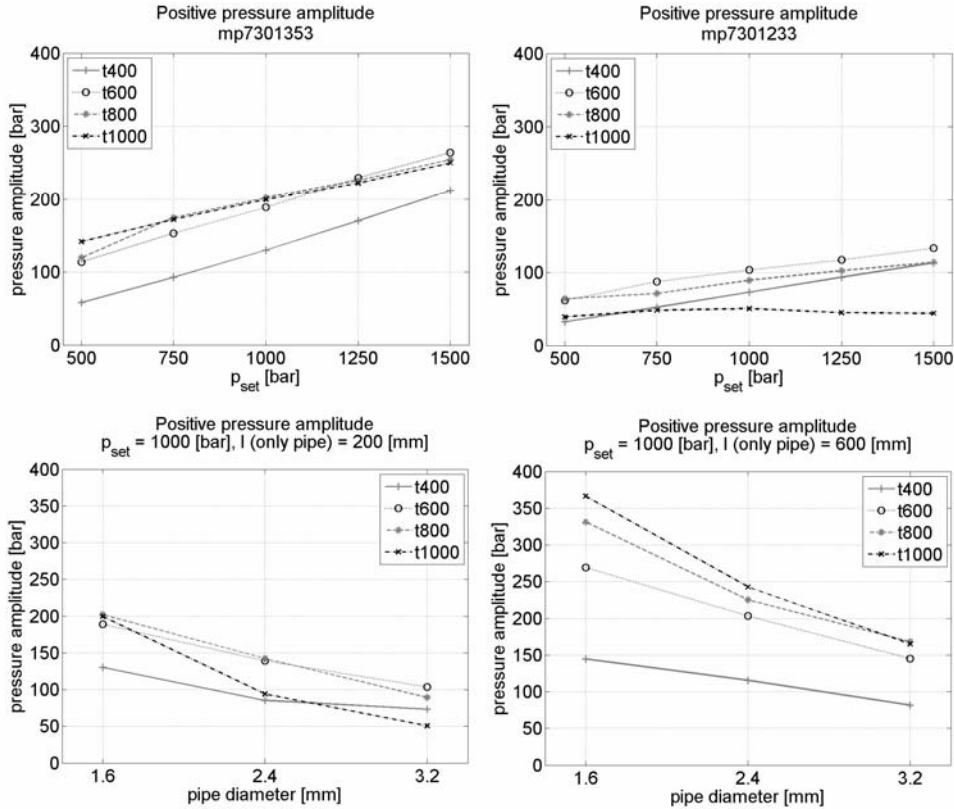 Positive pressure amplitude
mp7301353
pressure amplitude [bar]
400
300
200
100
0
t400
t600
t800
t1000
500 750 1000 1250 1500
p_set [bar]
Positive pressure amplitude
mp7301233
pressure amplitude [bar]
400
300
200
100
0
t400
t600
t800
t1000
500 750 1000 1250 1500
p_set [bar]
Positive pressure amplitude
p_set = 1000 [bar], l (only pipe) = 200 [mm]
pressure amplitude [bar]
400
350
300
250
200
150
100
50
0
t400
t600
t800
t1000
1.6 2.4 3.2
pipe diameter [mm]
Positive pressure amplitude
p_set = 1000 [bar], l (only pipe) = 600 [mm]
pressure amplitude [bar]
400
350
300
250
200
150
100
50
0
t400
t600
t800
t1000
1.6 2.4 3.2
pipe diameter [mm]